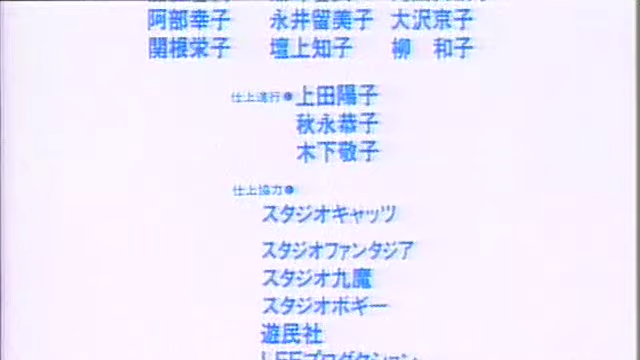 阿部幸子 永井留美子 大沢京子
関根栄子 壇上知子 柳 和子
仕上進行●上田陽子
秋永恭子
木下敬子
仕上協力●
スタジオキャッツ
スタジオファンタジア
スタジオ九魔
スタジオボギー
遊民社